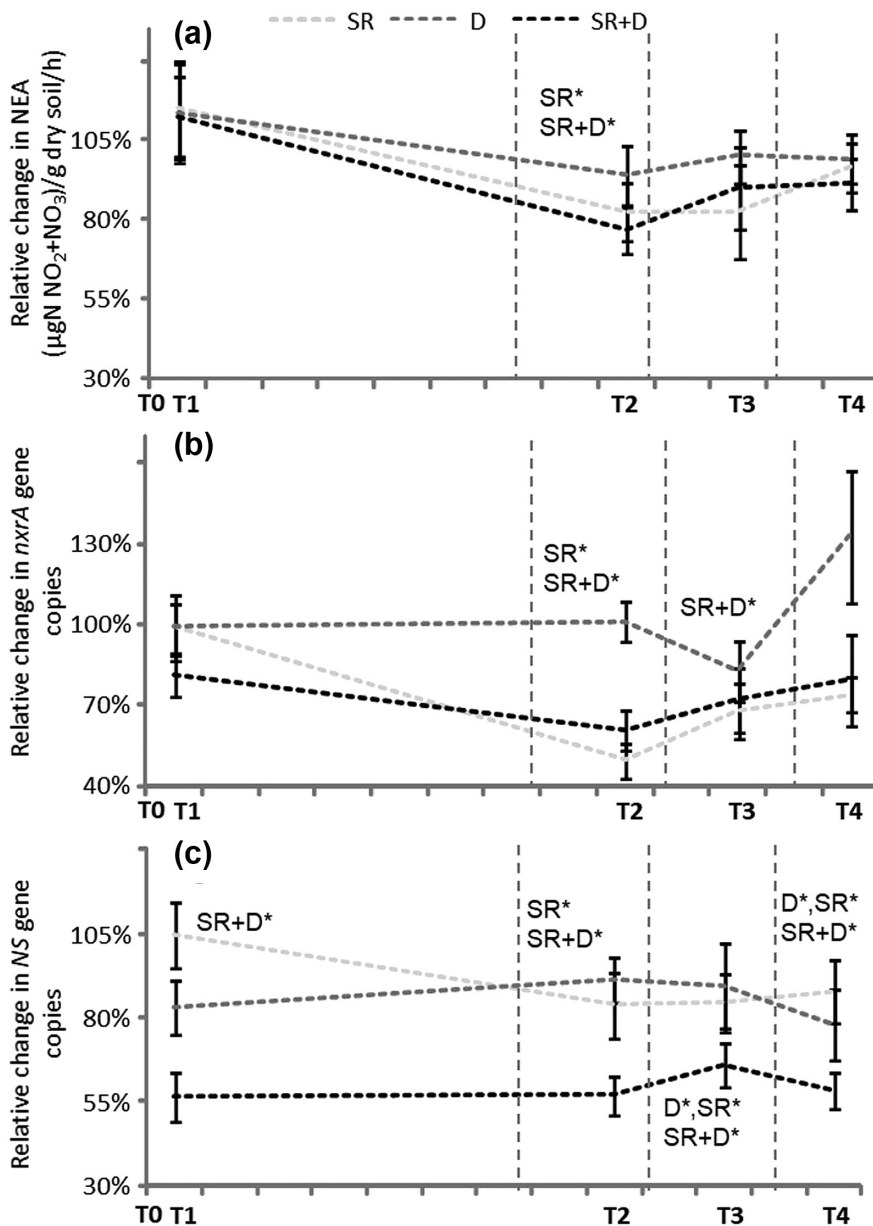 SR D SR+D
(a)
Relative change in NEA
(µgN NO₂+NO₃)/g dry soil/h)
105%
80%
55%
30%
SR*
SR+D*
T0 T1 T2 T3 T4
(b)
Relative change in nxrA gene
copies
130%
100%
70%
40%
SR*
SR+D*
SR+D*
T0 T1 T2 T3 T4
(c)
Relative change in NS gene
copies
105%
80%
55%
30%
SR+D*
SR*
SR+D*
D*,SR*
SR+D*
D*,SR*
SR+D*
T0 T1 T2 T3 T4